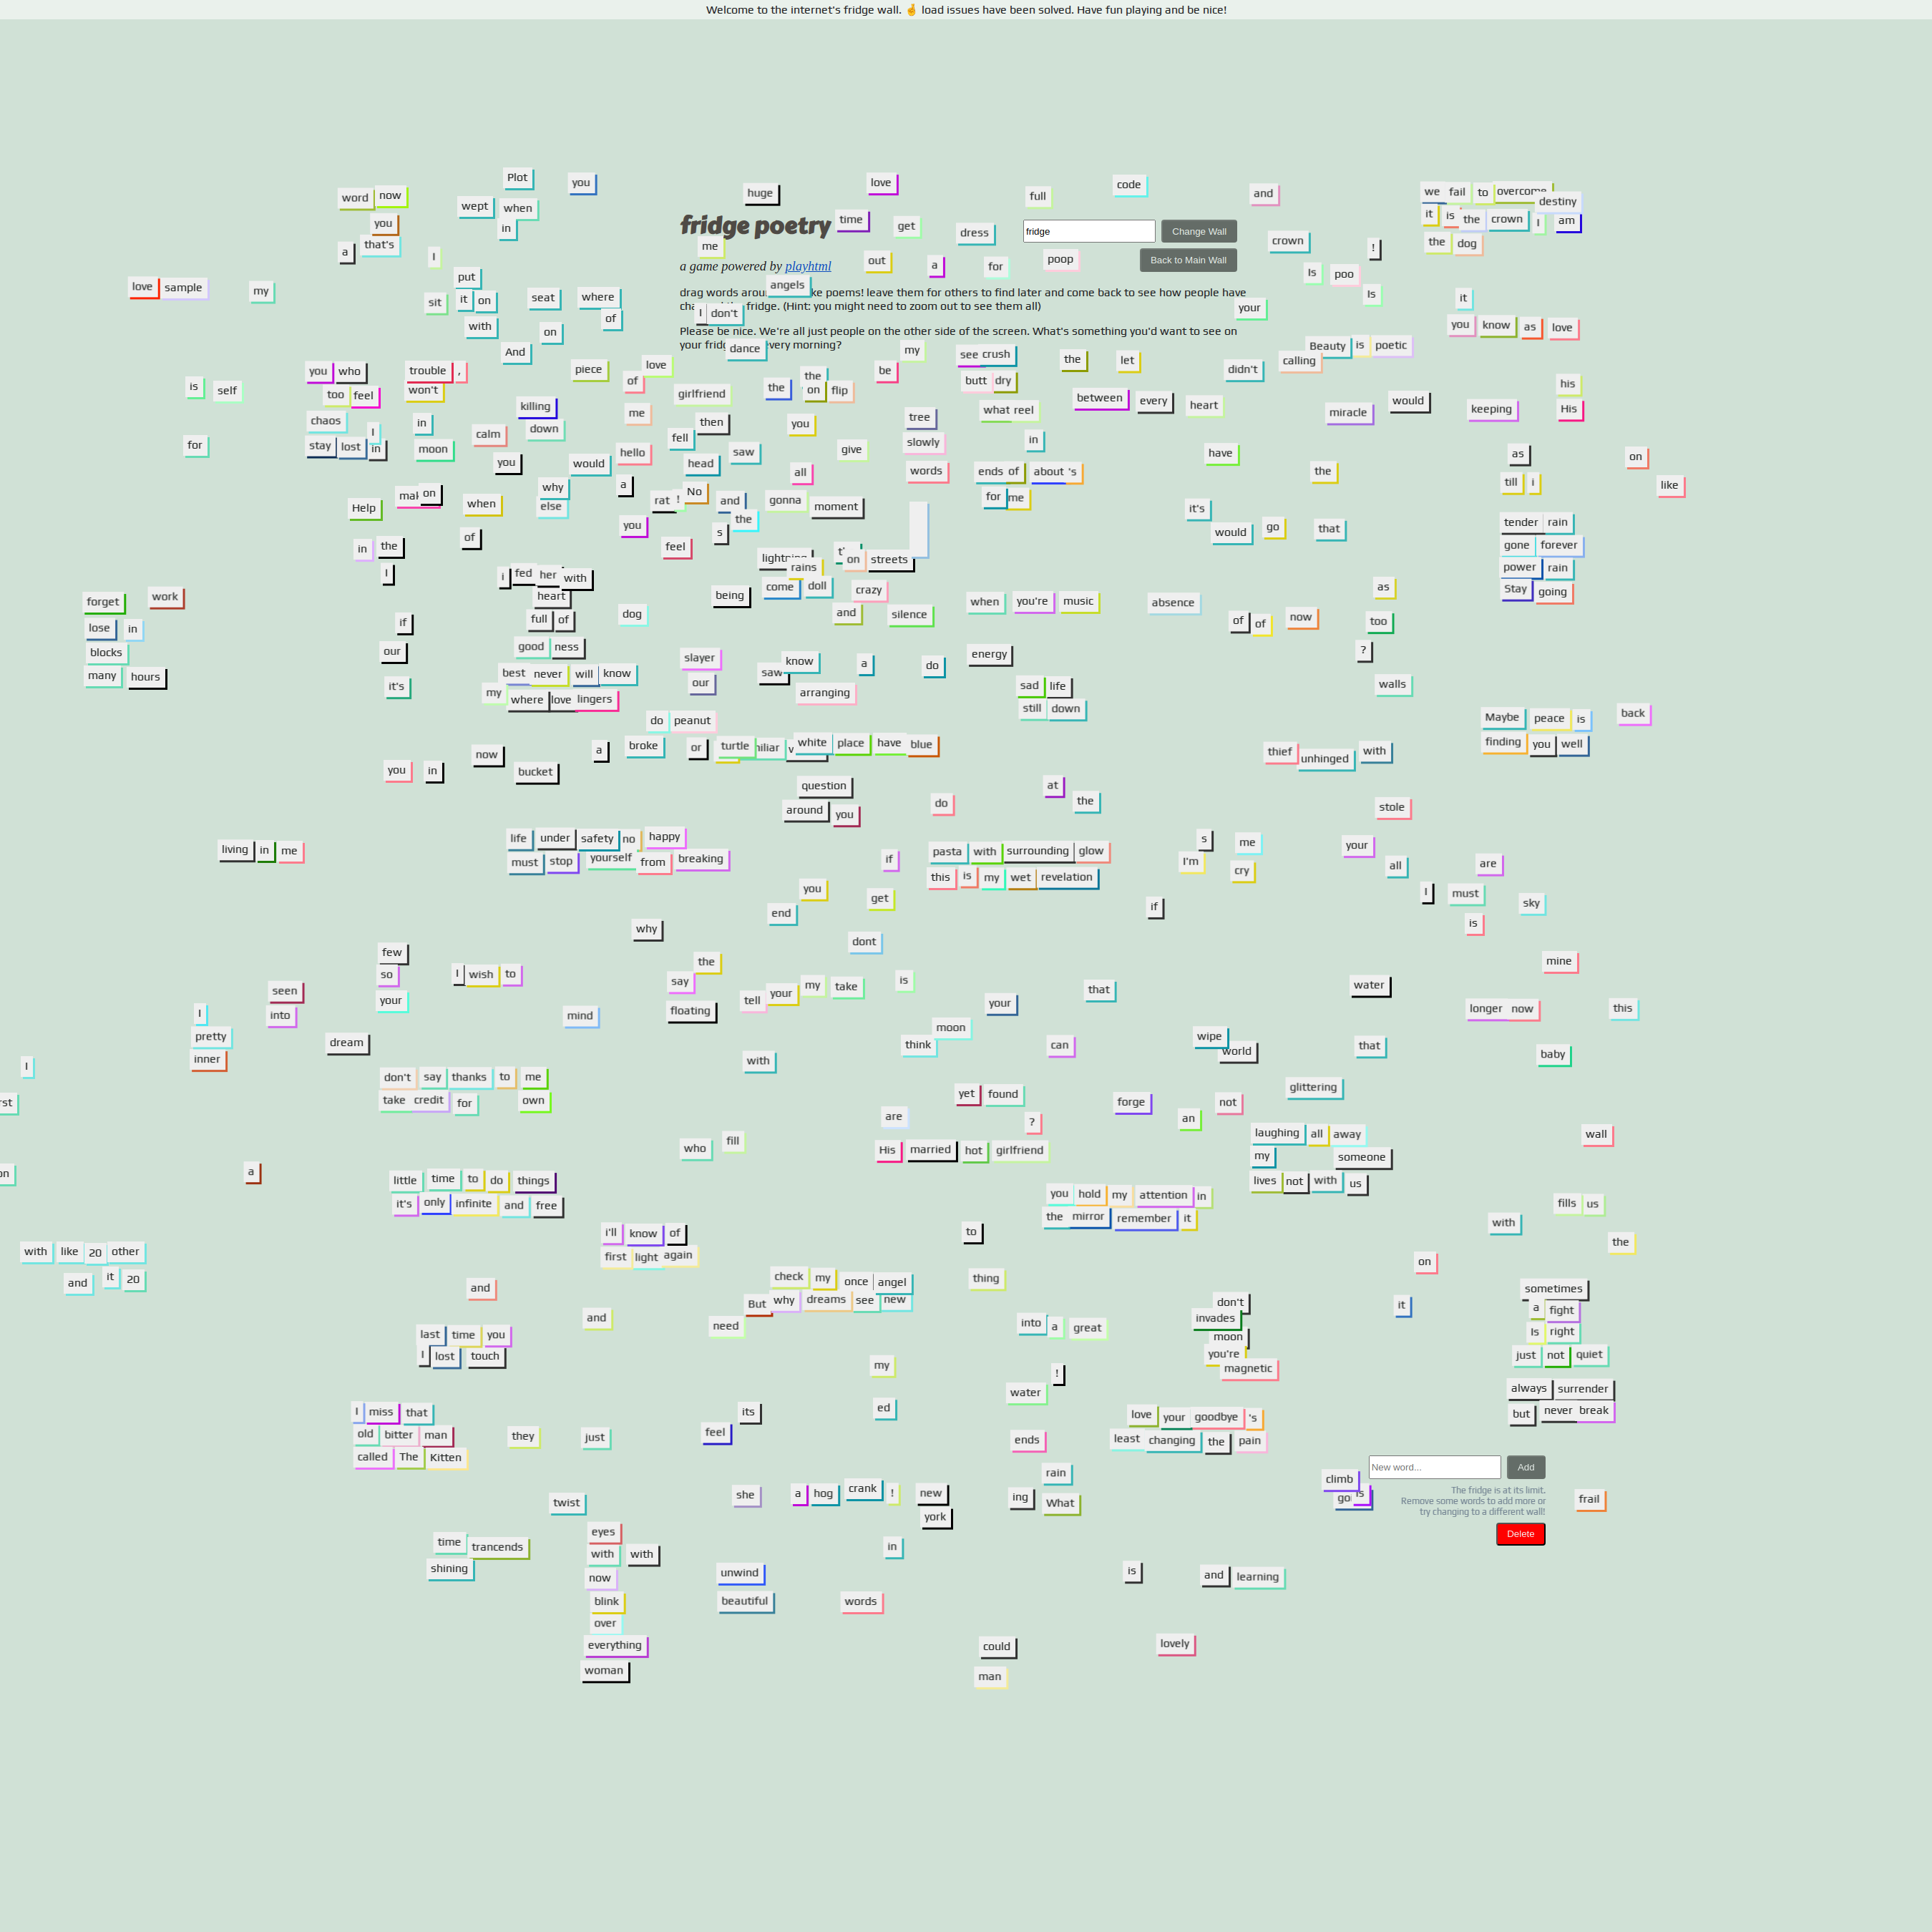 Welcome to the internet's fridge wall. 🤞 load issues have been solved. Have fun playing and be nice!
Plot you huge love full code and
word now wept when
we fail to overcome
destiny
you in
fridge poetry time get dress fridge Change Wall
it is the crown I am
a that's I me crown ! the dog
a game powered by playhtml out a for poop Back to Main Wall
Is poo
love sample my put angels Is
drag words arou ke poems! leave them for others to find later and come back to see how people have
cha fridge. (Hint: you might need to zoom out to see them all)
sit it on seat where I don't your it
with on of
Please be nice. We're all just people on the other side of the screen. What's something you'd want to see on
your fridg very morning?
you know as love
And dance my see crush the let Beauty is poetic
you who trouble , piece love be didn't calling
is self too feel won't of girlfriend the the on flip butt dry his
killing me between every heart miracle would keeping His
chaos I in calm down then you tree what reel
for stay lost in moon fell saw give slowly in
you would hello head all words ends of about 's have the as on
Help on when why else a rat ! No and gonna moment for me till i like
in the of you s the it's would go that tender rain
feel on streets gone forever
I i fed her with rains power rain
heart being come doll crazy as Stay going
forget work full of dog and silence when you're music absence of of now too
lose in if
blocks our good ness slayer know a do energy ?
many hours it's best never will know our saw arranging sad life walls
my where love lingers still down
do peanut Maybe peace is back
now a broke or turtle white place have blue thief unhinged with finding you well
you in bucket
question at
around you do the stole
living in me life under safety no happy if pasta with surrounding glow s me your
must stop yourself from breaking this is my wet revelation I'm cry all are
you get I must
end if sky
why dont is
few the mine
so I wish to say your my take is that water
seen your floating tell your longer now this
I into mind
pretty dream moon wipe
inner think can world that baby
I with
don't say thanks to me yet found glittering
rst take credit for own are forge not
? an
who fill laughing all away wall
on a His married hot girlfriend my someone
little time to do things lives not with us
it's only infinite and free you hold my attention in fills us
the mirror remember it with
i'll know of to the
with like 20 other first light again on
and it 20 check my once angel thing
and But why dreams see new sometimes
and need into a great don't it a fight
last time you invades Is right
I lost touch moon just not quiet
my you're
magnetic
! always surrender
I miss that its ed water but never break
old bitter man they just feel love your goodbye 's
called The Kitten ends least changing the pain
rain climb New word... Add
twist she a hog crank ! new ing What go is
The fridge is at its limit.
Remove some words to add more or
try changing to a different wall!
frail
york
eyes Delete
time trancends with with in
shining now unwind is and learning
blink beautiful words
over
everything could lovely
woman man